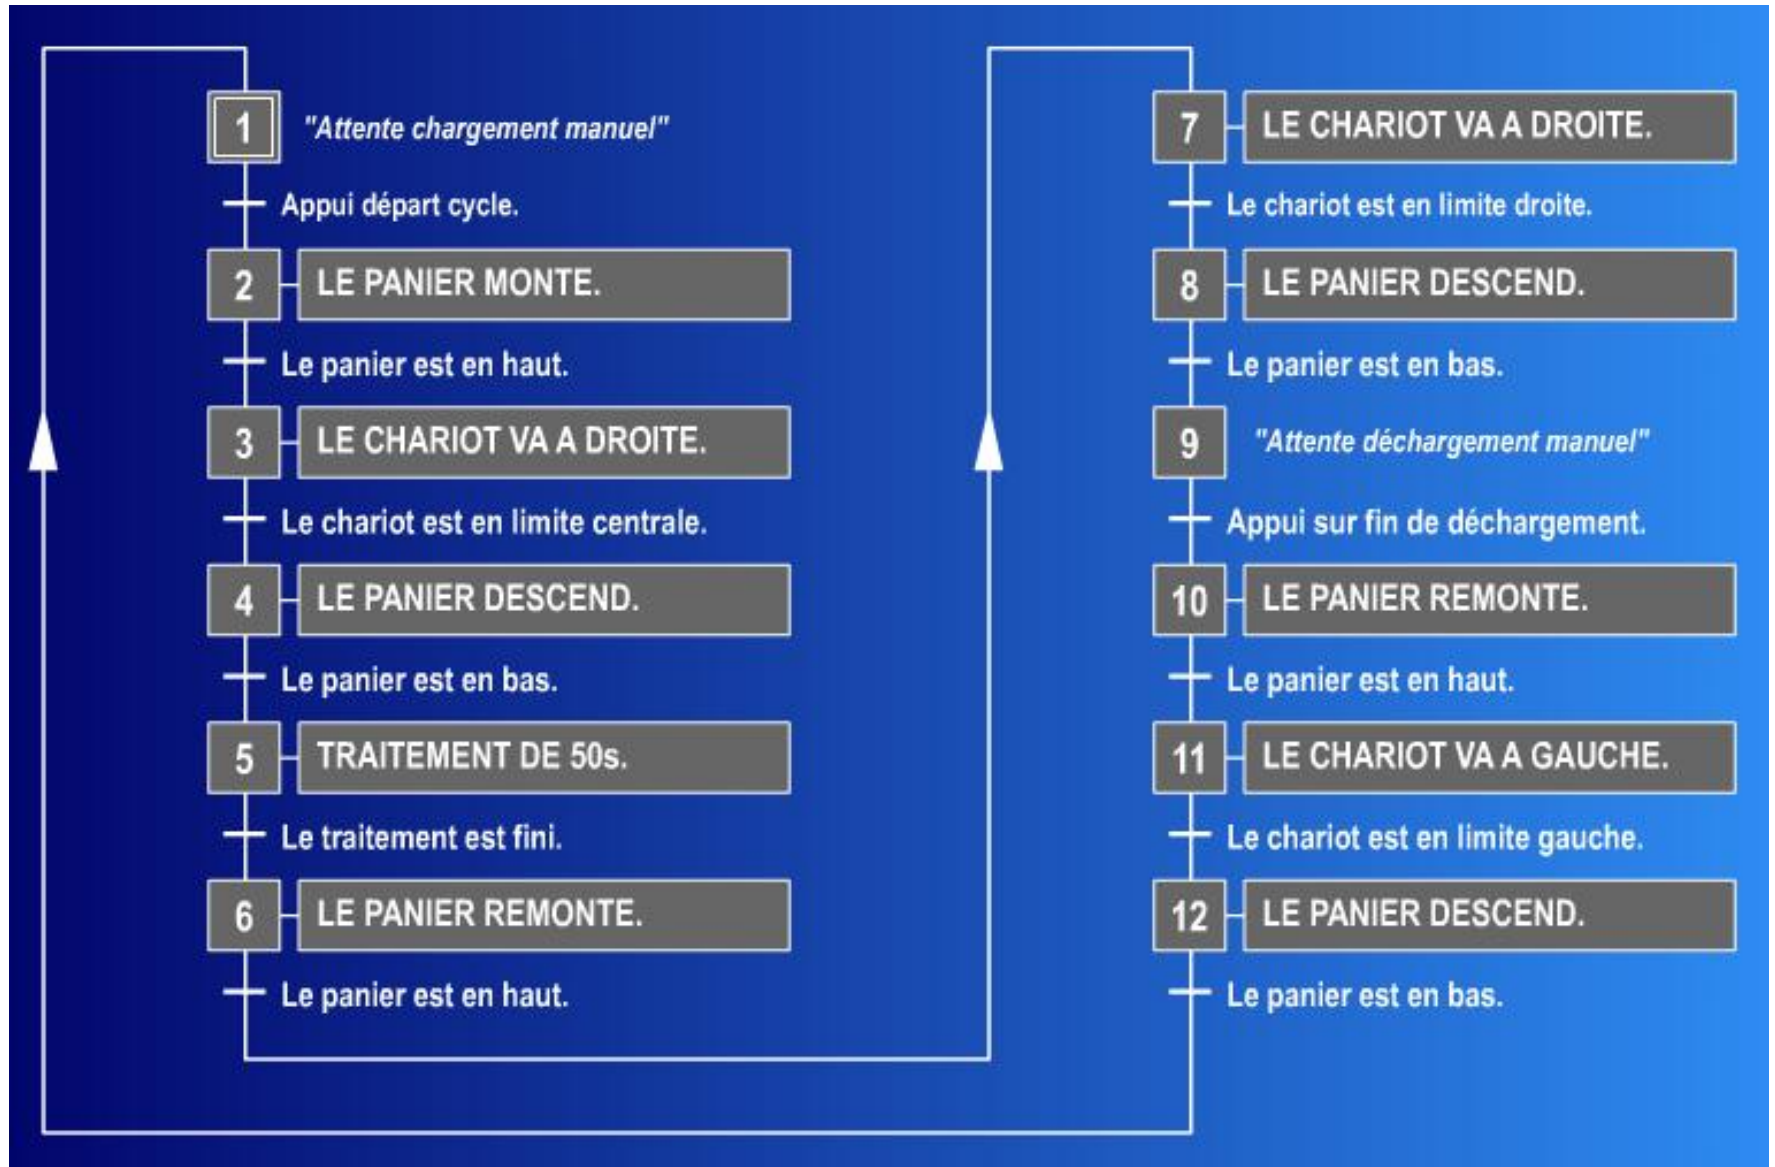 1
"Attente chargement manuel"
Appui départ cycle.
2
LE PANIER MONTE.
Le panier est en haut.
3
LE CHARIOT VA A DROITE.
Le chariot est en limite centrale.
4
LE PANIER DESCEND.
Le panier est en bas.
5
TRAITEMENT DE 50s.
Le traitement est fini.
6
LE PANIER REMONTE.
Le panier est en haut.
7
LE CHARIOT VA A DROITE.
Le chariot est en limite droite.
8
LE PANIER DESCEND.
Le panier est en bas.
9
"Attente déchargement manuel"
Appui sur fin de déchargement.
10
LE PANIER REMONTE.
Le panier est en haut.
11
LE CHARIOT VA A GAUCHE.
Le chariot est en limite gauche.
12
LE PANIER DESCEND.
Le panier est en bas.